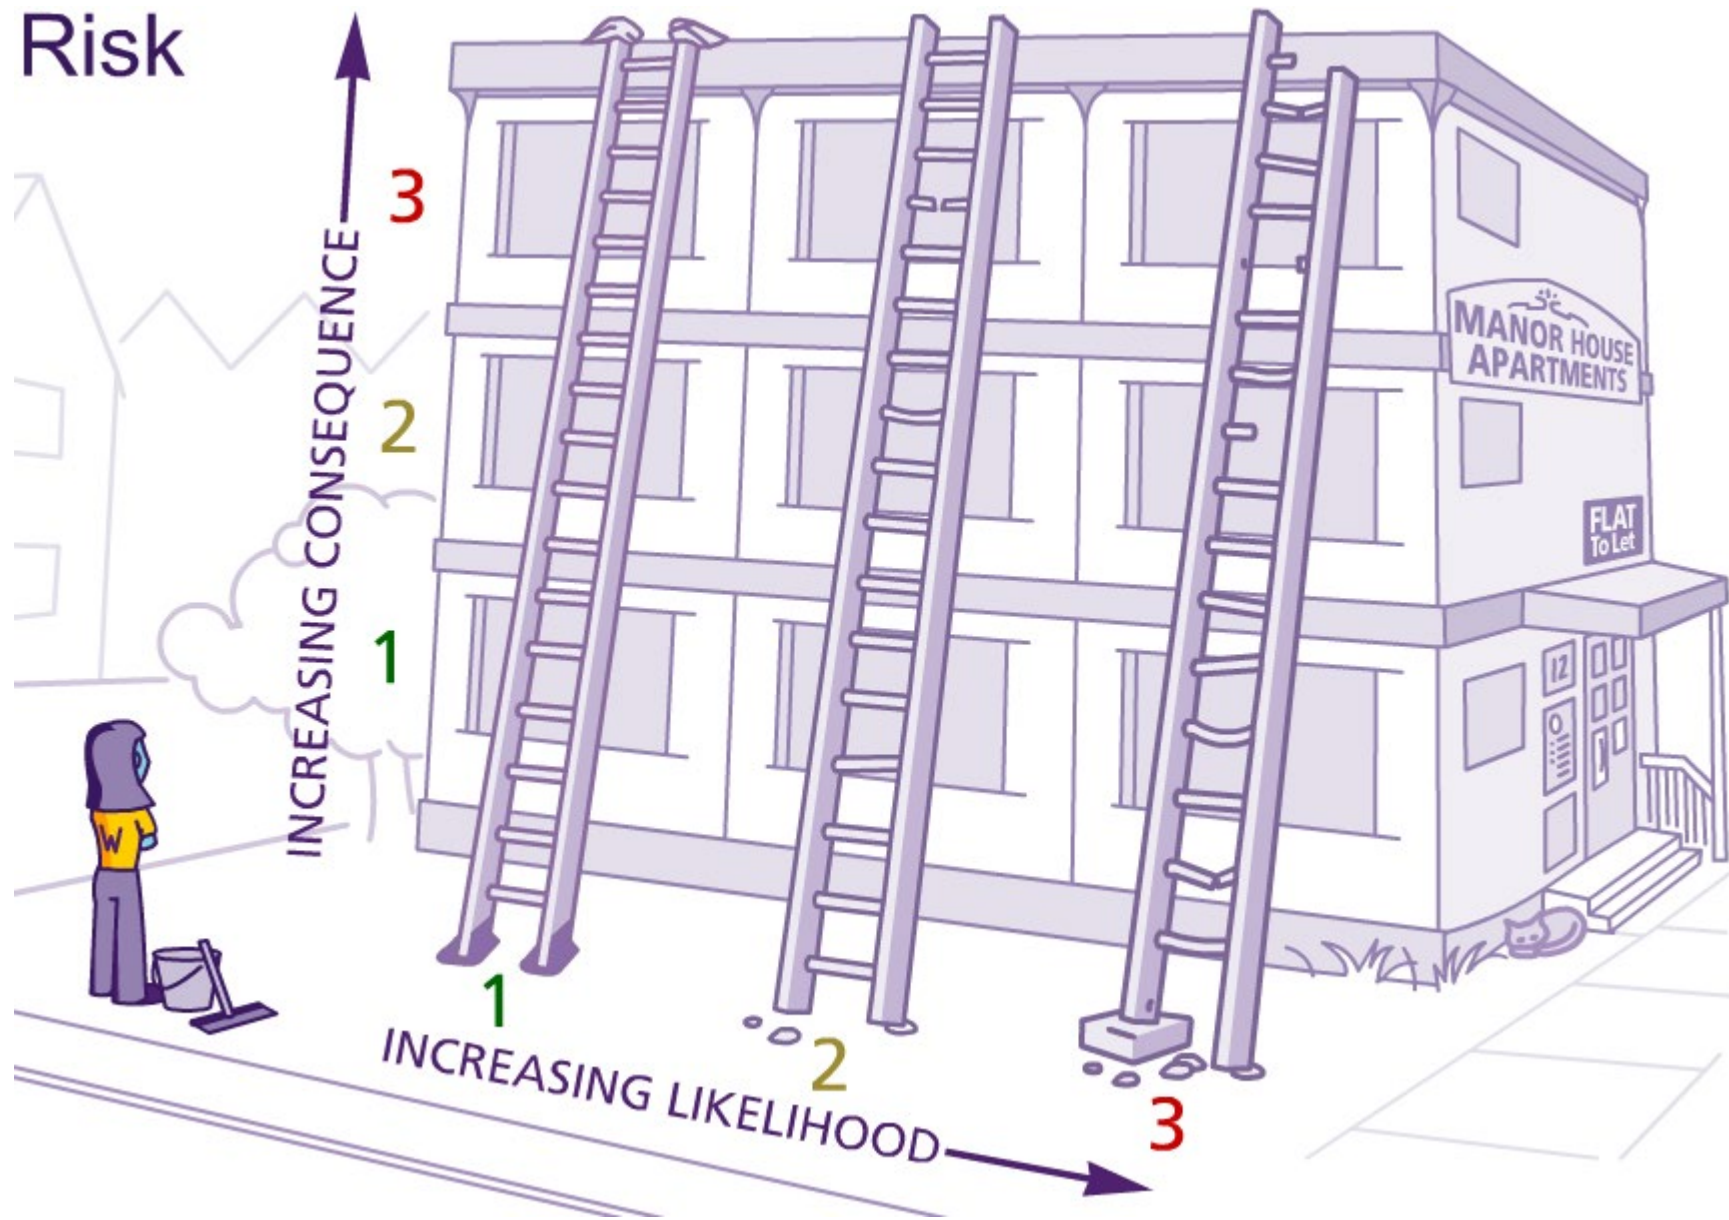 Risk
INCREASING CONSEQUENCE
3
2
1
MANOR HOUSE
APARTMENTS
FLAT
To Let
12
W
1
2
3
INCREASING LIKELIHOOD